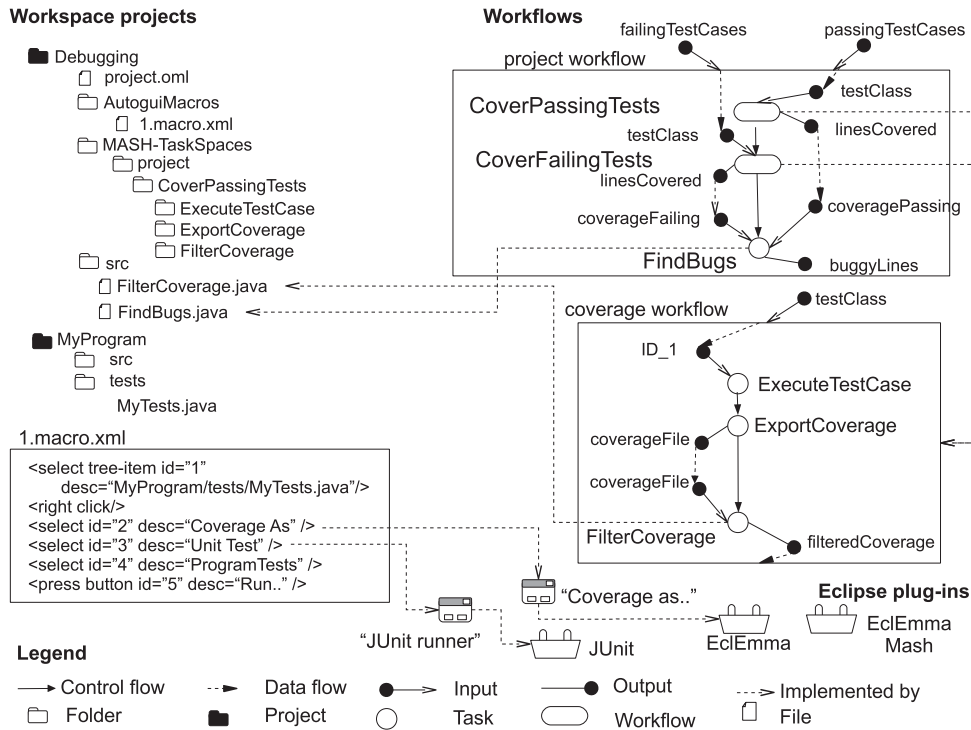 Workspace projects
Debugging
project.oml
AutoguiMacros
1.macro.xml
MASH-TaskSpaces
project
CoverPassingTests
ExecuteTestCase
ExportCoverage
FilterCoverage
src
FilterCoverage.java
FindBugs.java
MyProgram
src
tests
MyTests.java
1.macro.xml
<select tree-item id=”1”
desc=“MyProgram/tests/MyTests.java”/>
<right click/>
<select id=”2” desc=“Coverage As” />
<select id=”3” desc=“Unit Test” />
<select id=”4” desc=“ProgramTests” />
<press button id=”5” desc=“Run..” />
Workflows
failingTestCases
passingTestCases
project workflow
testClass
CoverPassingTests
linesCovered
testClass
CoverFailingTests
linesCovered
coverageFailing
coveragePassing
FindBugs
buggyLines
testClass
coverage workflow
ID_1
ExecuteTestCase
ExportCoverage
coverageFile
coverageFile
FilterCoverage
filteredCoverage
“Coverage as..”
“JUnit runner”
JUnit
EclEmma
Eclipse plug-ins
EclEmma
Mash
Legend
Control flow
Data flow
Input
Output
Implemented by
Folder
Project
Task
Workflow
File